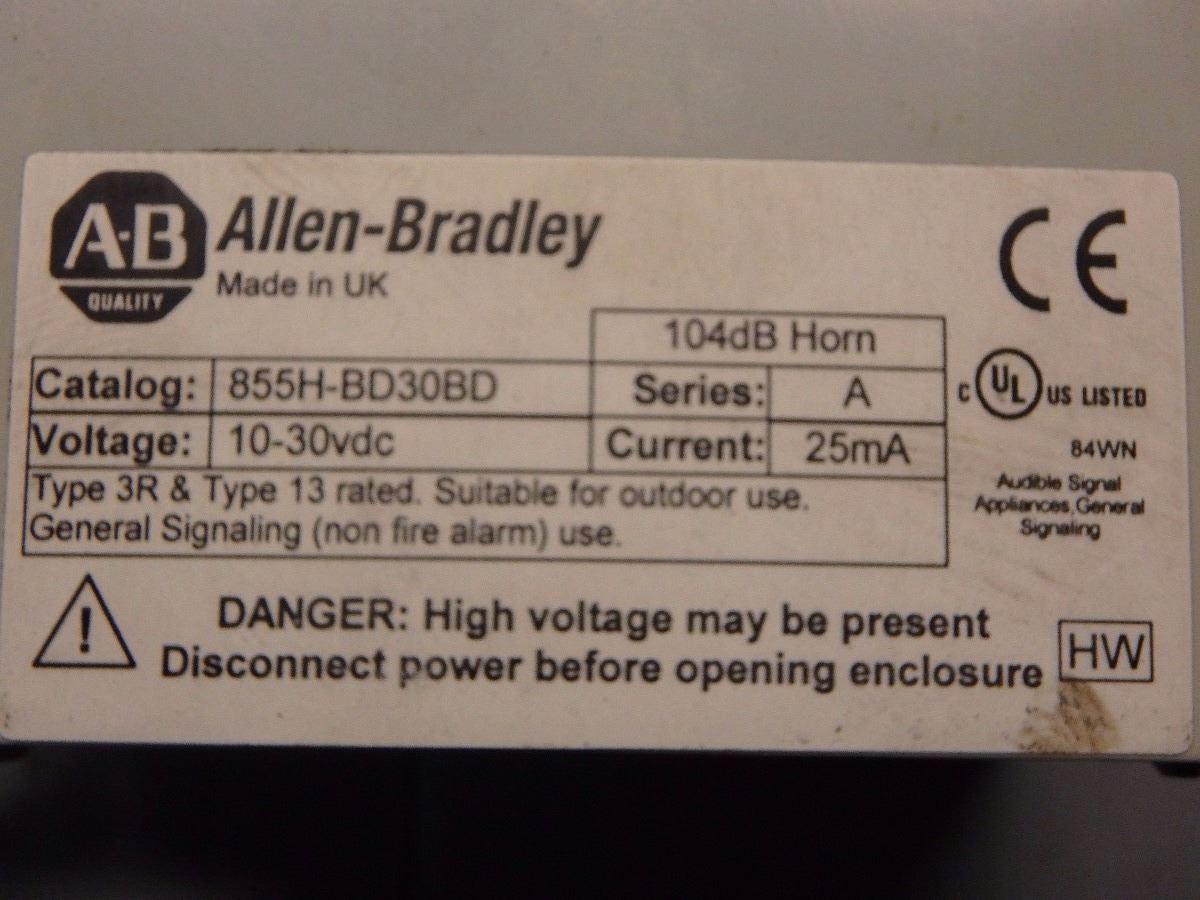 A-B
QUALITY
Allen-Bradley
Made in UK
CE
104dB Horn
Catalog: 855H-BD30BD Series: A
Voltage: 10-30vdc Current: 25mA
Type 3R & Type 13 rated. Suitable for outdoor use.
General Signaling (non fire alarm) use.
C UL US LISTED
84WN
Audible Signal
Appliances,General
Signaling
! DANGER: High voltage may be present
Disconnect power before opening enclosure
HW